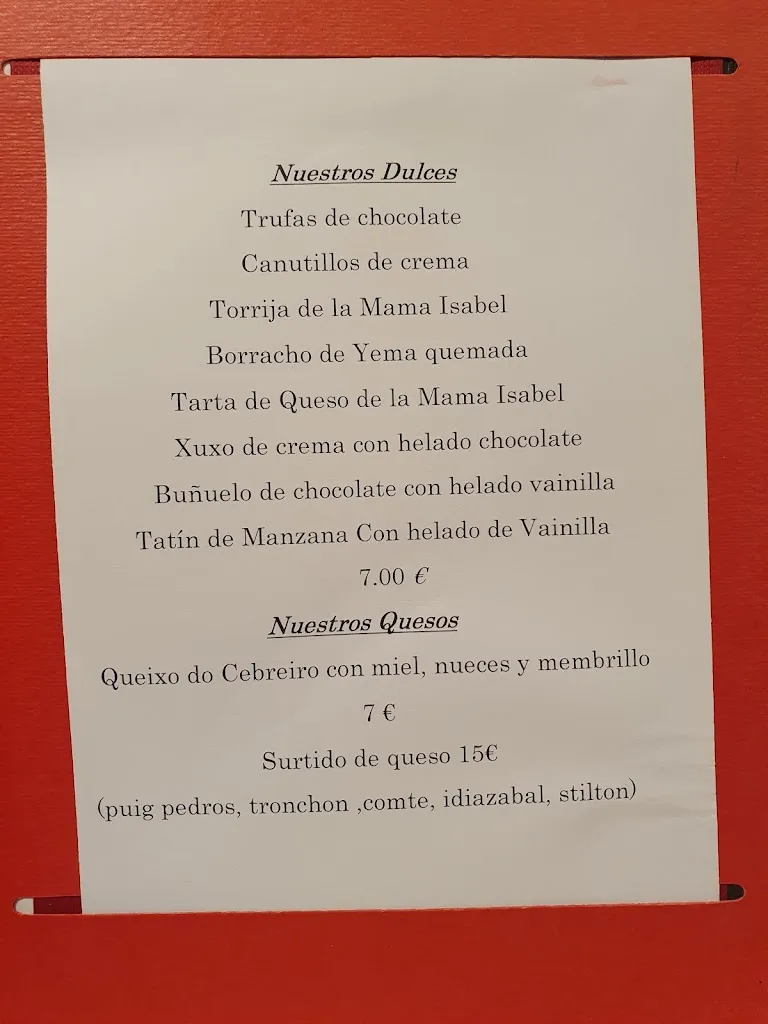 Nuestros Dulces
Trufas de chocolate
Canutillos de crema
Torrija de la Mama Isabel
Borracho de Yema quemada
Tarta de Queso de la Mama Isabel
Xuxo de crema con helado chocolate
Buñuelo de chocolate con helado vainilla
Tatín de Manzana Con helado de Vainilla
7.00 €
Nuestros Quesos
Queixo do Cebreiro con miel, nueces y membrillo
7 €
Surtido de queso 15€
(puig pedros, tronchon ,comte, idiazabal, stilton)